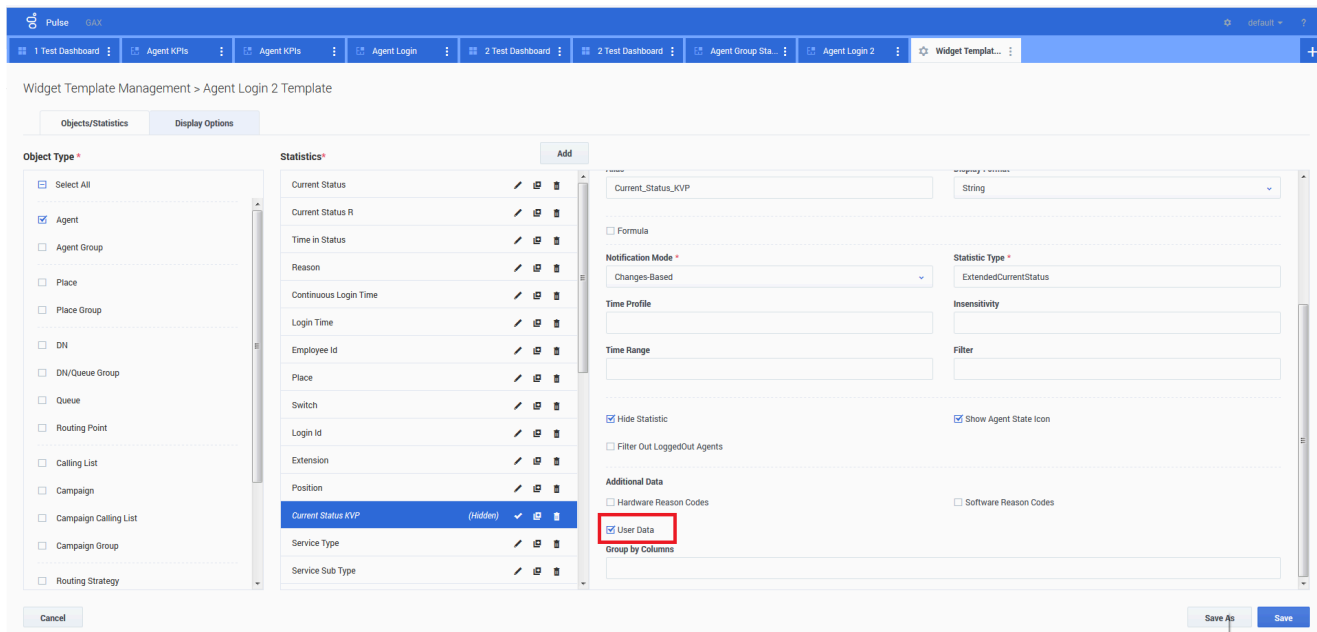 Pulse GAX default ?
1 Test Dashboard Agent KPIs Agent KPIs Agent Login 2 Test Dashboard 2 Test Dashboard Agent Group Sta... Agent Login 2 Widget Templat... +
Widget Template Management > Agent Login 2 Template
Objects/Statistics Display Options
Object Type * Statistics* Add
Select All
Agent
Agent Group
Place
Place Group
DN
DN/Queue Group
Queue
Routing Point
Calling List
Campaign
Campaign Calling List
Campaign Group
Routing Strategy
Current Status
Current Status R
Time in Status
Reason
Continuous Login Time
Login Time
Employee Id
Place
Switch
Login Id
Extension
Position
Current Status KVP (Hidden)
Service Type
Service Sub Type
Alias Display Format
Current_Status_KVP String
Formula
Notification Mode * Statistic Type *
Changes-Based ExtendedCurrentStatus
Time Profile Insensitivity
Time Range Filter
Hide Statistic Show Agent State Icon
Filter Out LoggedOut Agents
Additional Data
Hardware Reason Codes Software Reason Codes
User Data
Group by Columns
Cancel Save As Save